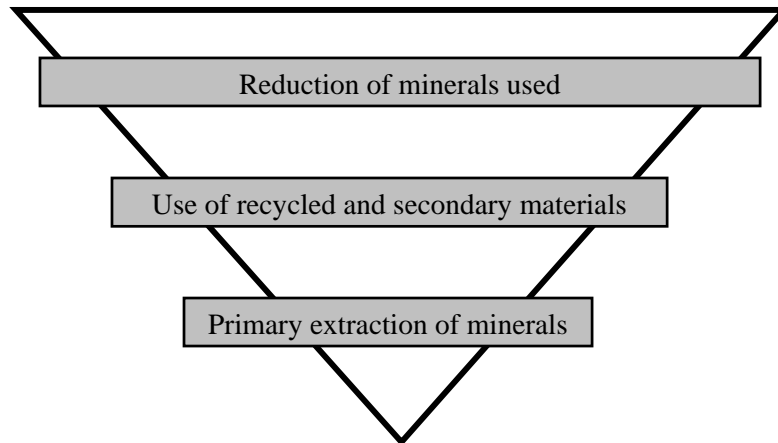 Reduction of minerals used
Use of recycled and secondary materials
Primary extraction of minerals